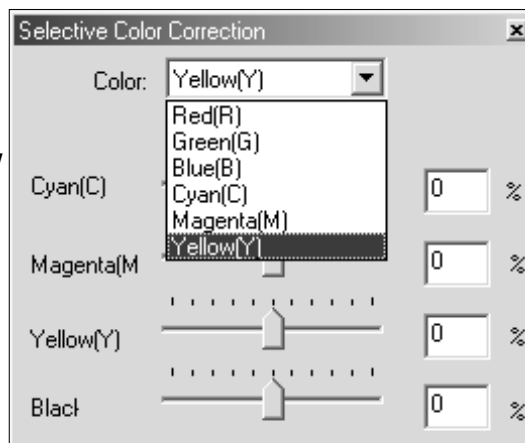 Selective Color Correction
Color: Yellow(Y)
Red(R)
Green(G)
Blue(B)
Cyan(C)
Magenta(M)
Yellow(Y)
Cyan(C) 0 %
Magenta(M 0 %
Yellow(Y) 0 %
Black 0 %